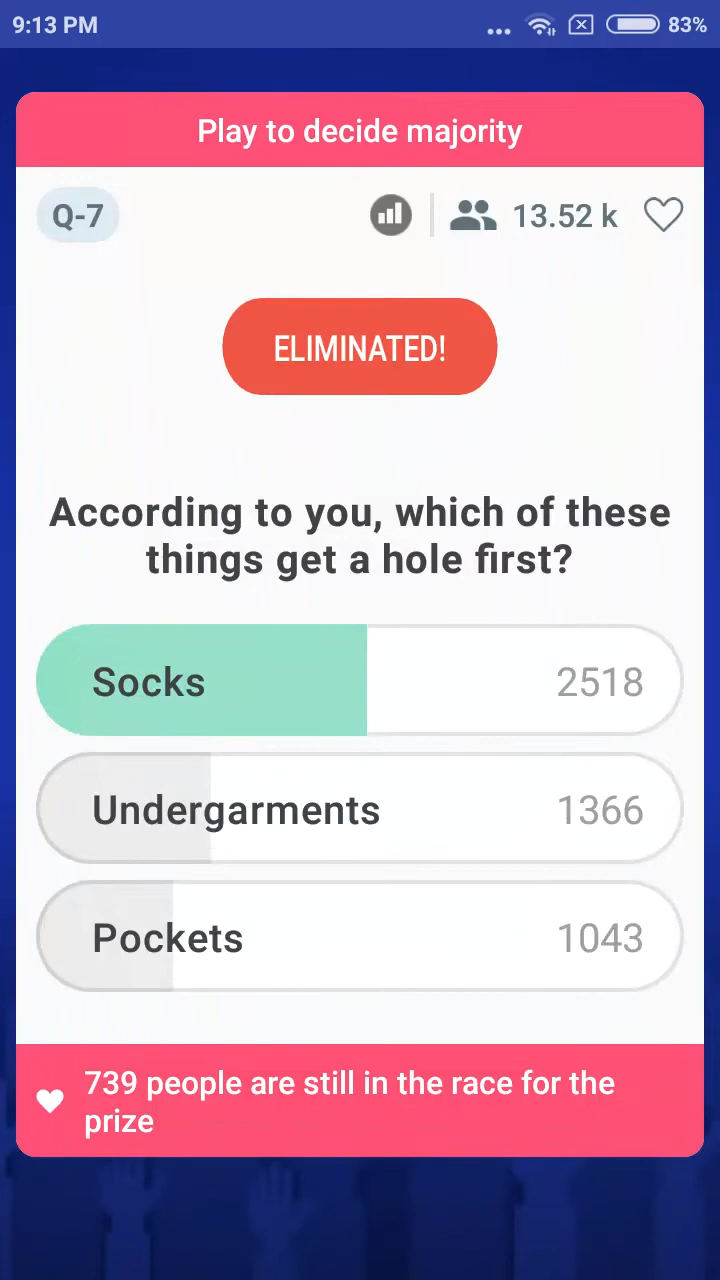 9:13 PM
83%
Play to decide majority
Q-7
13.52 k
ELIMINATED!
According to you, which of these
things get a hole first?
Socks 2518
Undergarments 1366
Pockets 1043
739 people are still in the race for the
prize